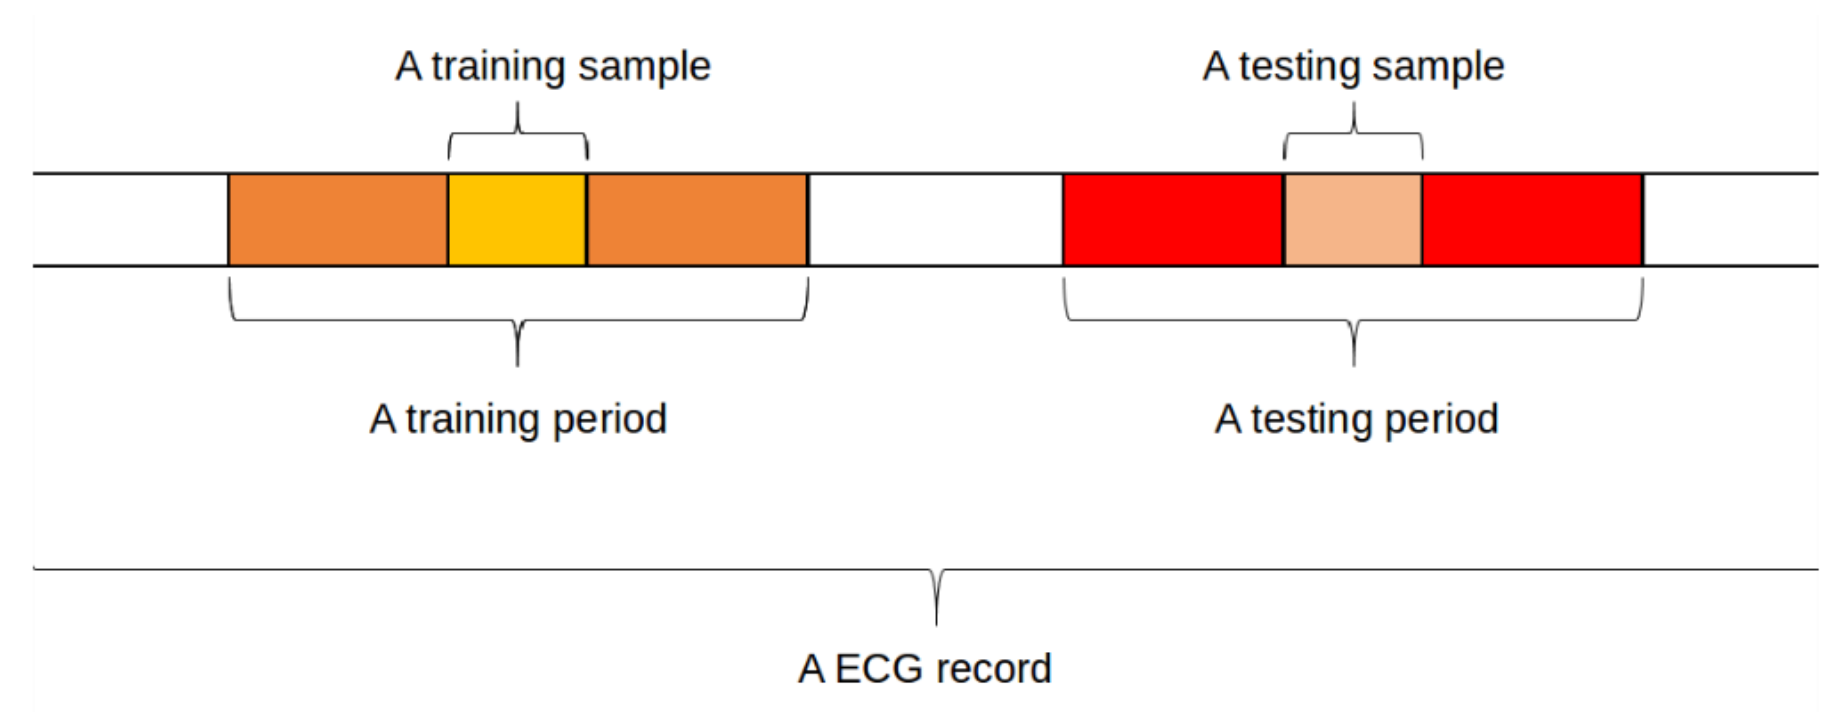 A training sample
A testing sample
A training period
A testing period
A ECG record